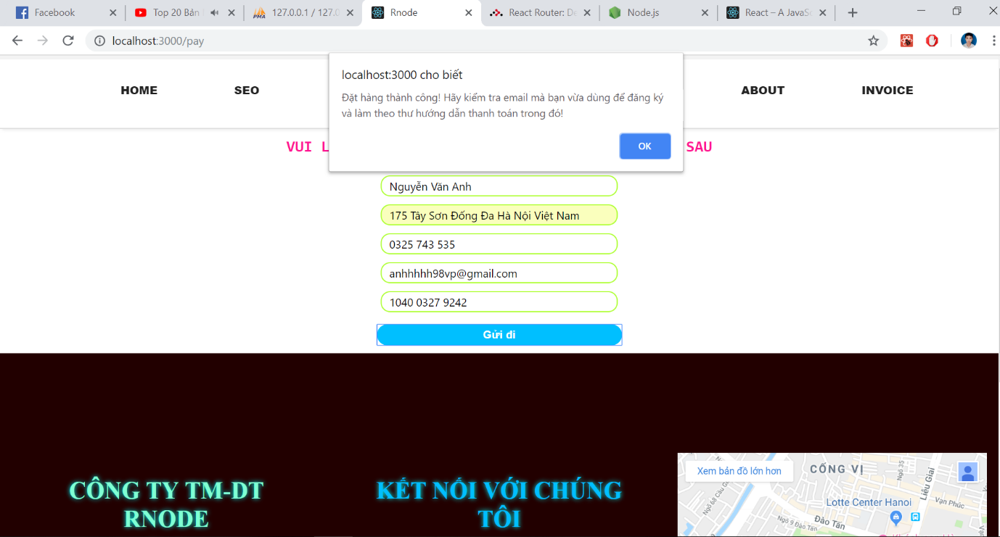 Facebook
Top 20 Bản
PMA
127.0.0.1 / 127.0
Rnode
React Router: De
Node.js
React – A JavaSc
localhost:3000/pay
localhost:3000 cho biết
Đặt hàng thành công! Hãy kiểm tra email mà bạn vừa dùng để đăng ký
và làm theo thư hướng dẫn thanh toán trong đó!
OK
HOME
SEO
ABOUT
INVOICE
VUI L
SAU
Nguyễn Văn Anh
175 Tây Sơn Đống Đa Hà Nội Việt Nam
0325 743 535
anhhhhh98vp@gmail.com
1040 0327 9242
Gửi đi
CÔNG TY TM-DT
RNODE
KẾT NỐI VỚI CHÚNG
TÔI
Xem bản đồ lớn hơn
CỐNG VỊ
Ngõ 35
Liễu Giai
Vạn Phúc
Lotte Center Hanoi
Ngõ 9 Đào Tấn
Đào Tấn